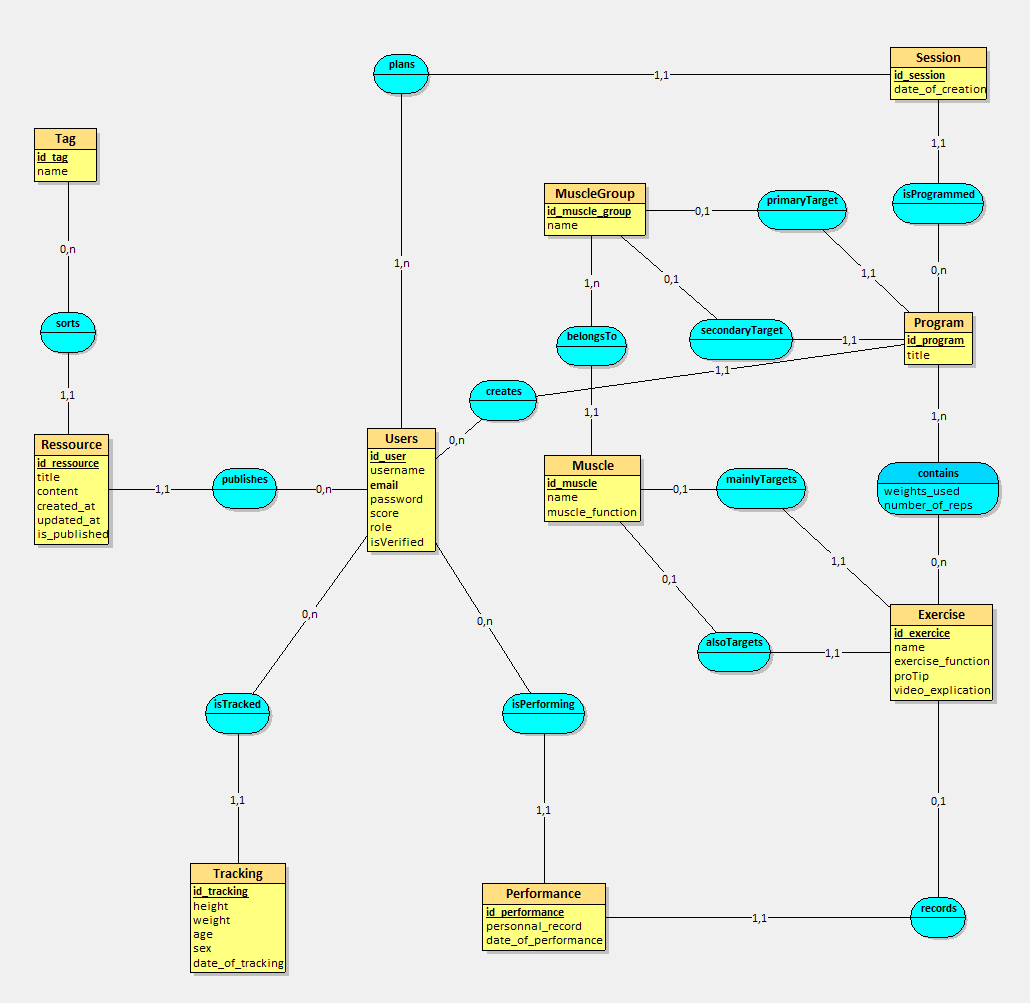 plans
1,1
Session
id_session
date_of_creation
Tag
id_tag
name
1,1
MuscleGroup
id_muscle_group
name
0,1
primaryTarget
isProgrammed
0,n
1,n
1,n
0,1
1,1
0,n
sorts
belongsTo
secondaryTarget
1,1
Program
id_program
title
1,1
creates
1,1
1,1
1,n
Ressource
id_ressource
title
content
created_at
updated_at
is_published
1,1
publishes
0,n
Users
id_user
username
email
password
score
role
isVerified
0,n
Muscle
id_muscle
name
muscle_function
0,1
mainlyTargets
contains
weights_used
number_of_reps
1,1
0,n
0,1
0,n
0,n
alsoTargets
1,1
Exercise
id_exercice
name
exercise_function
proTip
video_explication
isTracked
isPerforming
1,1
1,1
0,1
Tracking
id_tracking
height
weight
age
sex
date_of_tracking
Performance
id_performance
personnal_record
date_of_performance
1,1
records